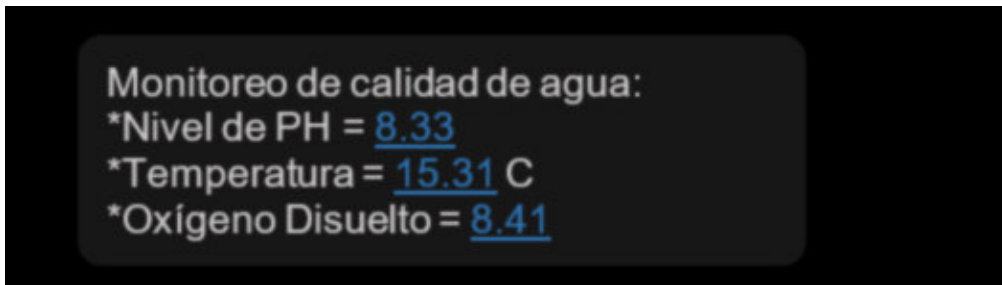 Monitoreo de calidad de agua:
*Nivel de PH = 8.33
*Temperatura = 15.31 C
*Oxígeno Disuelto = 8.41